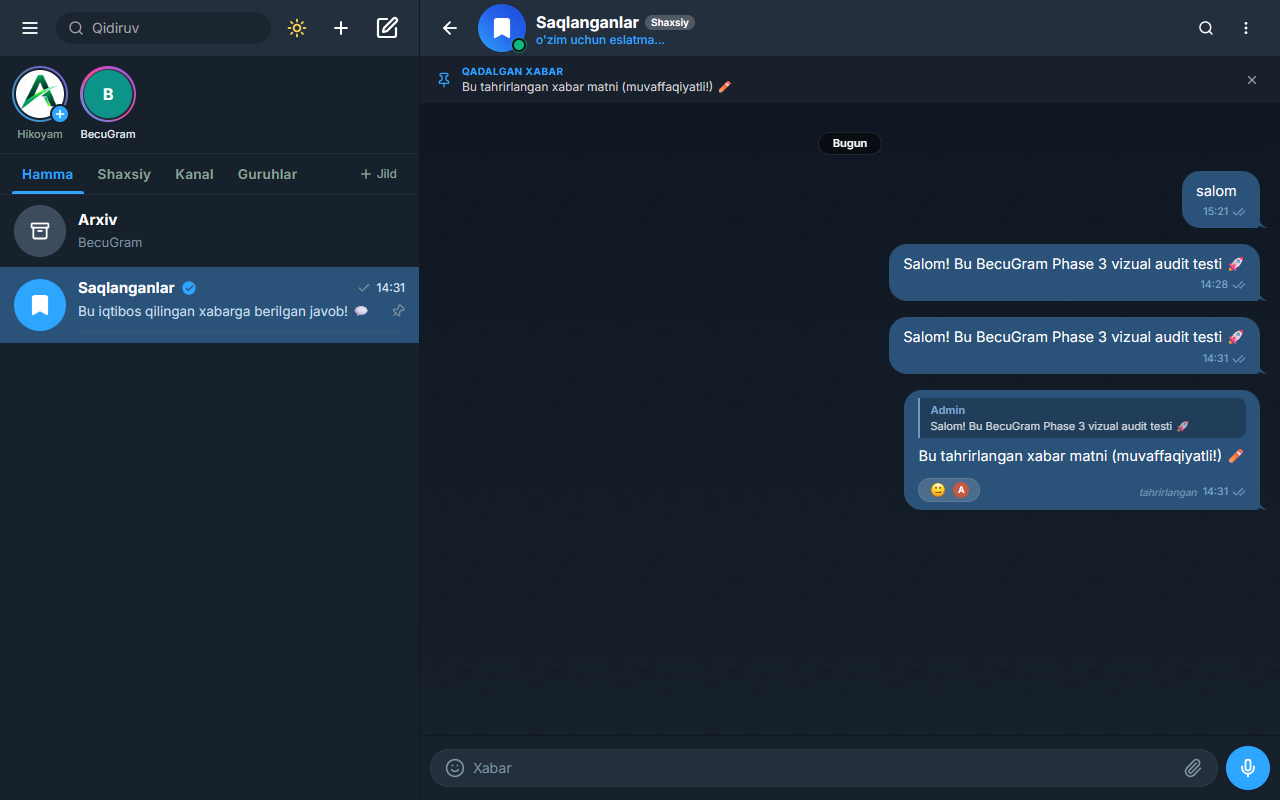 Qidiruv
Hikoyam
B
BecuGram
Hamma
Shaxsiy
Kanal
Guruhlar
+ Jild
Arxiv
BecuGram
Saqlanganlar
14:31
Bu iqtibos qilingan xabarga berilgan javob! 💬
Saqlanganlar Shaxsiy
o'zim uchun eslatma...
QADALGAN XABAR
Bu tahrirlangan xabar matni (muvaffaqiyatli!) ✏️
Bugun
salom
15:21
Salom! Bu BecuGram Phase 3 vizual audit testi 🚀
14:28
Salom! Bu BecuGram Phase 3 vizual audit testi 🚀
14:31
Admin
Salom! Bu BecuGram Phase 3 vizual audit testi 🚀
Bu tahrirlangan xabar matni (muvaffaqiyatli!) ✏️
A
tahrirlangan 14:31
Xabar